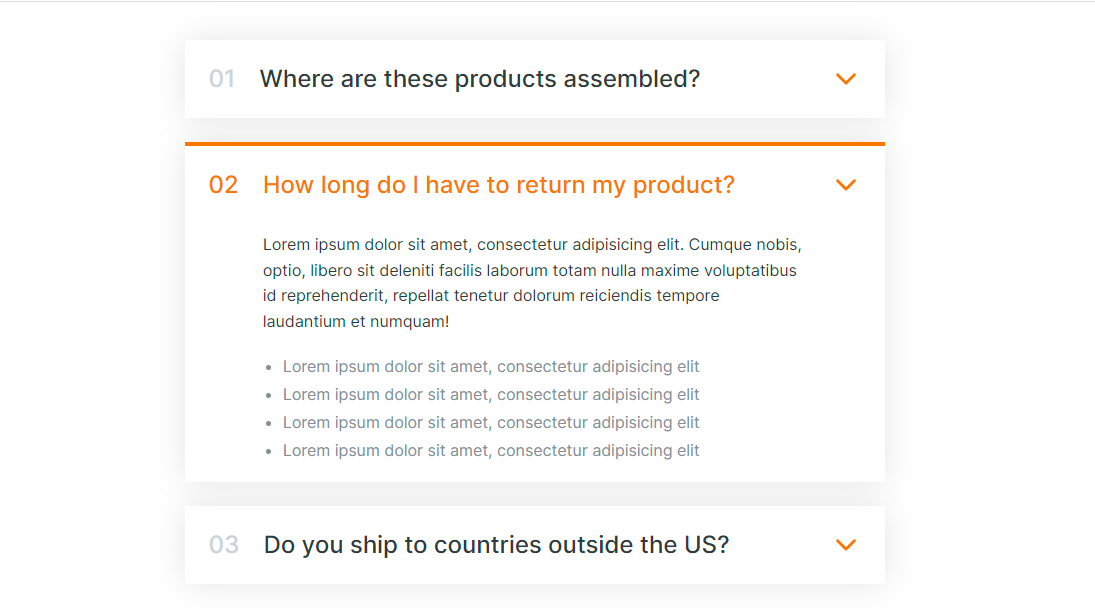 01 Where are these products assembled?
02 How long do I have to return my product?
Lorem ipsum dolor sit amet, consectetur adipisicing elit. Cumque nobis,
optio, libero sit deleniti facilis laborum totam nulla maxime voluptatibus
id reprehenderit, repellat tenetur dolorum reiciendis tempore
laudantium et numquam!
• Lorem ipsum dolor sit amet, consectetur adipisicing elit
• Lorem ipsum dolor sit amet, consectetur adipisicing elit
• Lorem ipsum dolor sit amet, consectetur adipisicing elit
• Lorem ipsum dolor sit amet, consectetur adipisicing elit
03 Do you ship to countries outside the US?